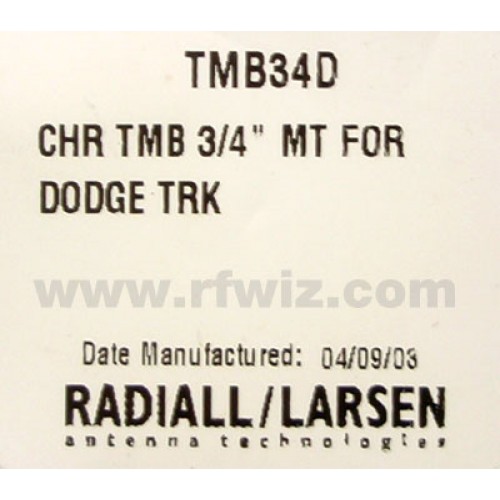 TMB34D
CHR TMB 3/4" MT FOR
DODGE TRK
www.rfwiz.com
Date Manufactured: 04/09/03
RADIALL/LARSEN
antenna technologies